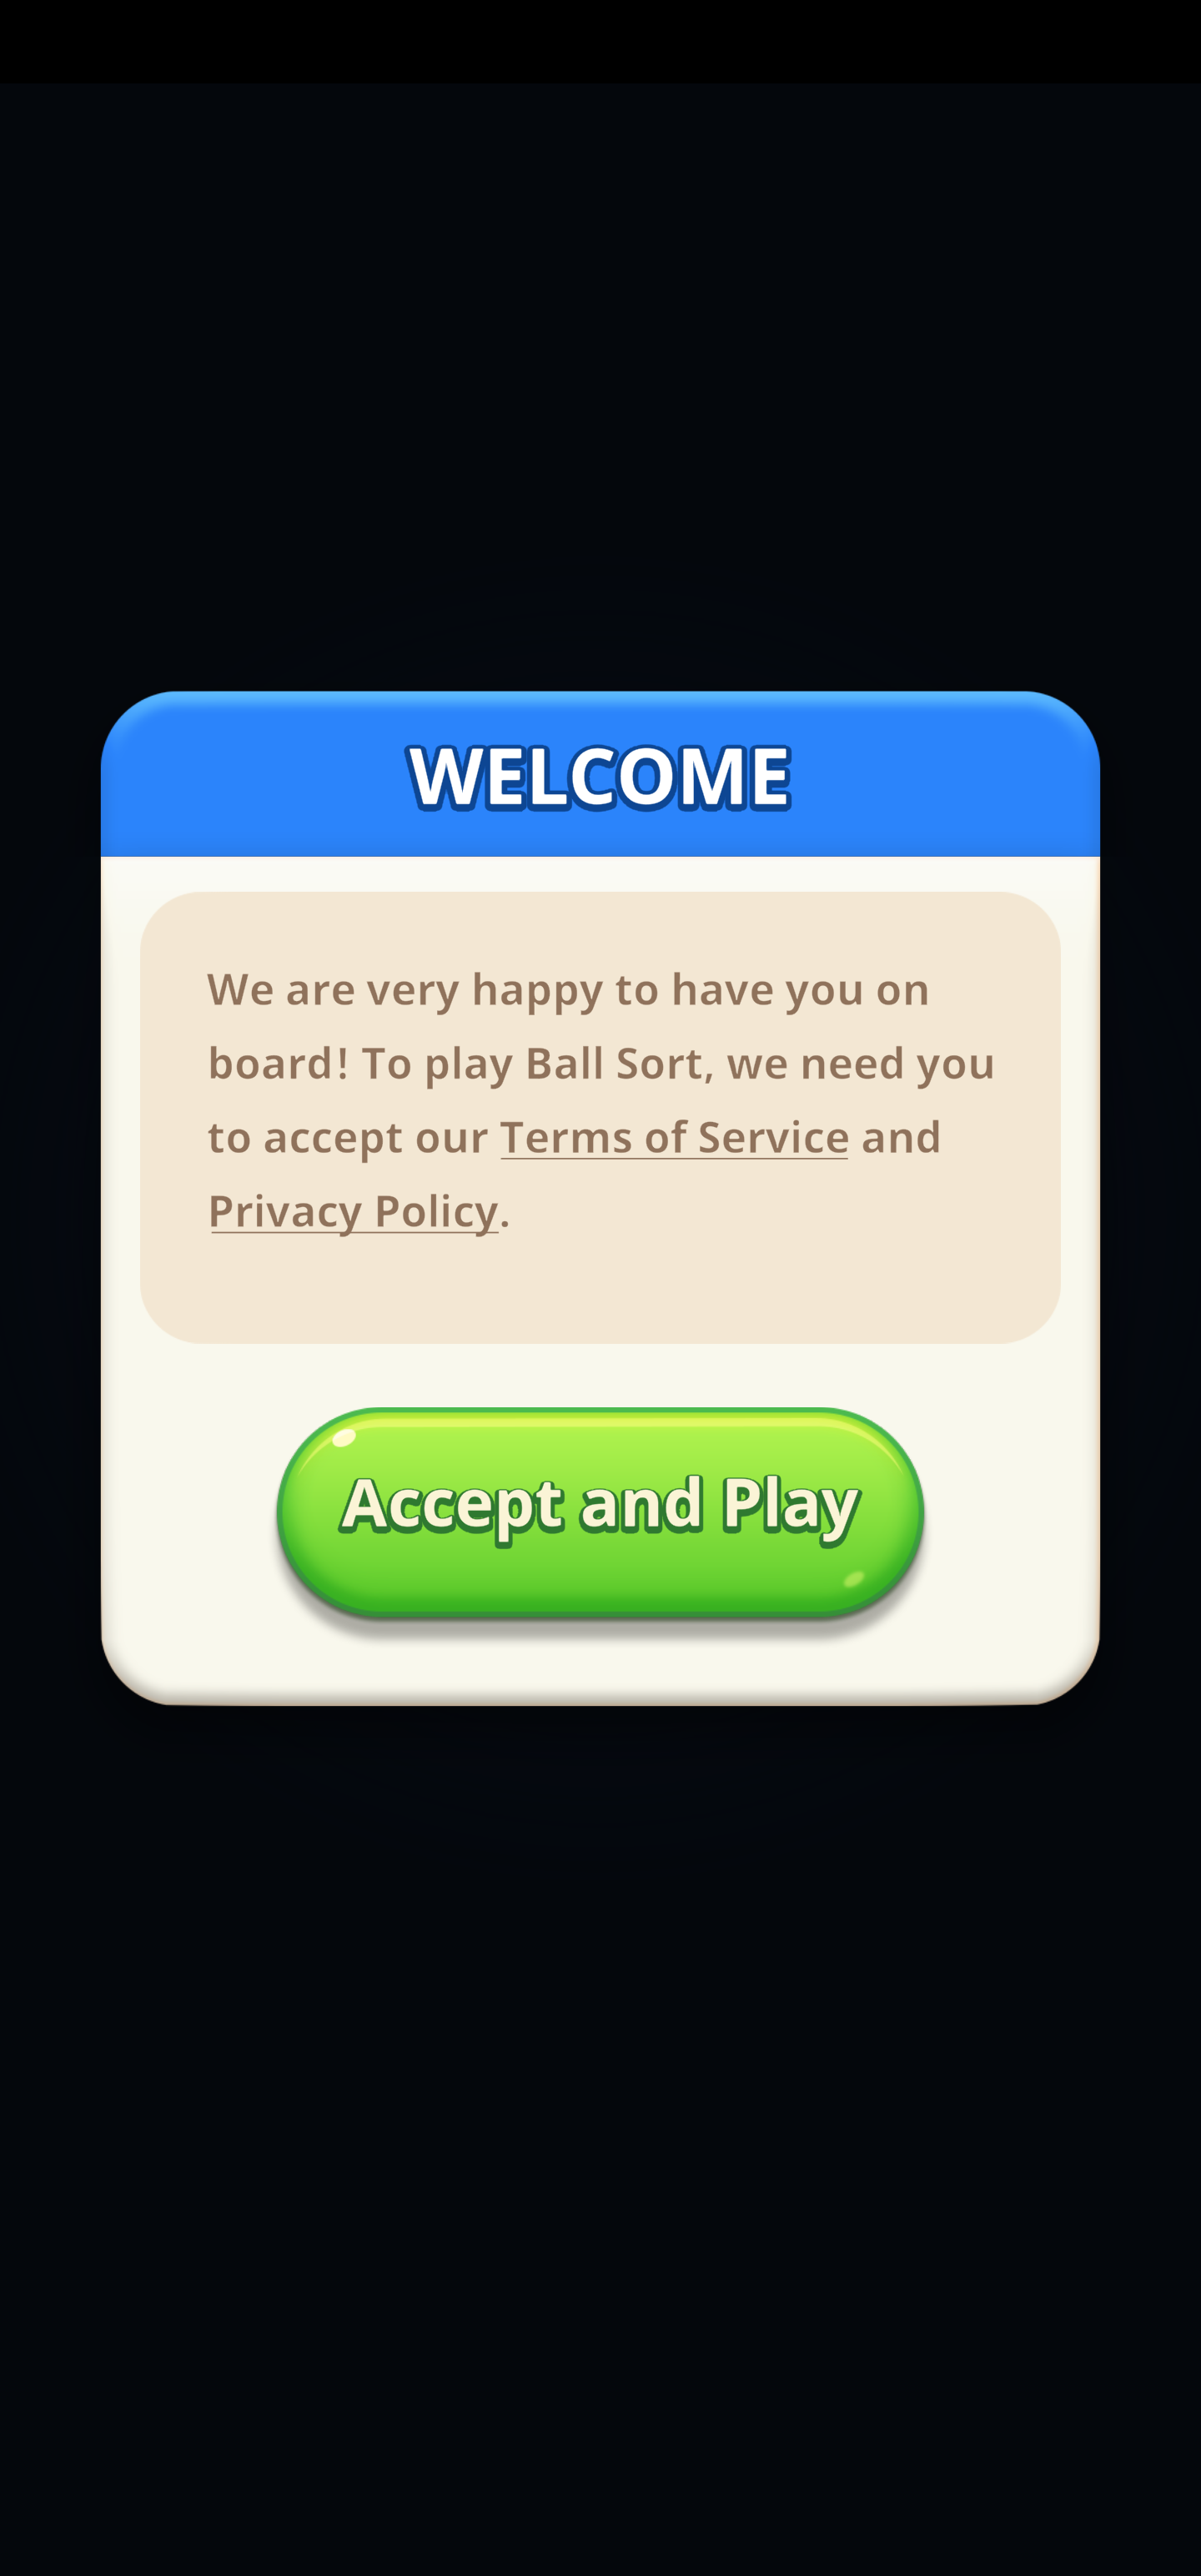 WELCOME
We are very happy to have you on
board! To play Ball Sort, we need you
to accept our Terms of Service and
Privacy Policy.
Accept and Play